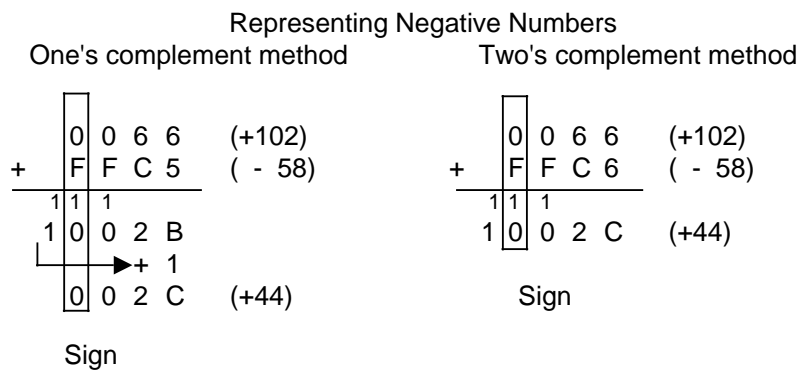 Representing Negative Numbers
One's complement method
0 0 6 6 (+102)
+ F F C 5 ( - 58)
1 1 1
1 0 0 2 B
+ 1
0 0 2 C (+44)
Sign
Two's complement method
0 0 6 6 (+102)
+ F F C 6 ( - 58)
1 1 1
1 0 0 2 C (+44)
Sign